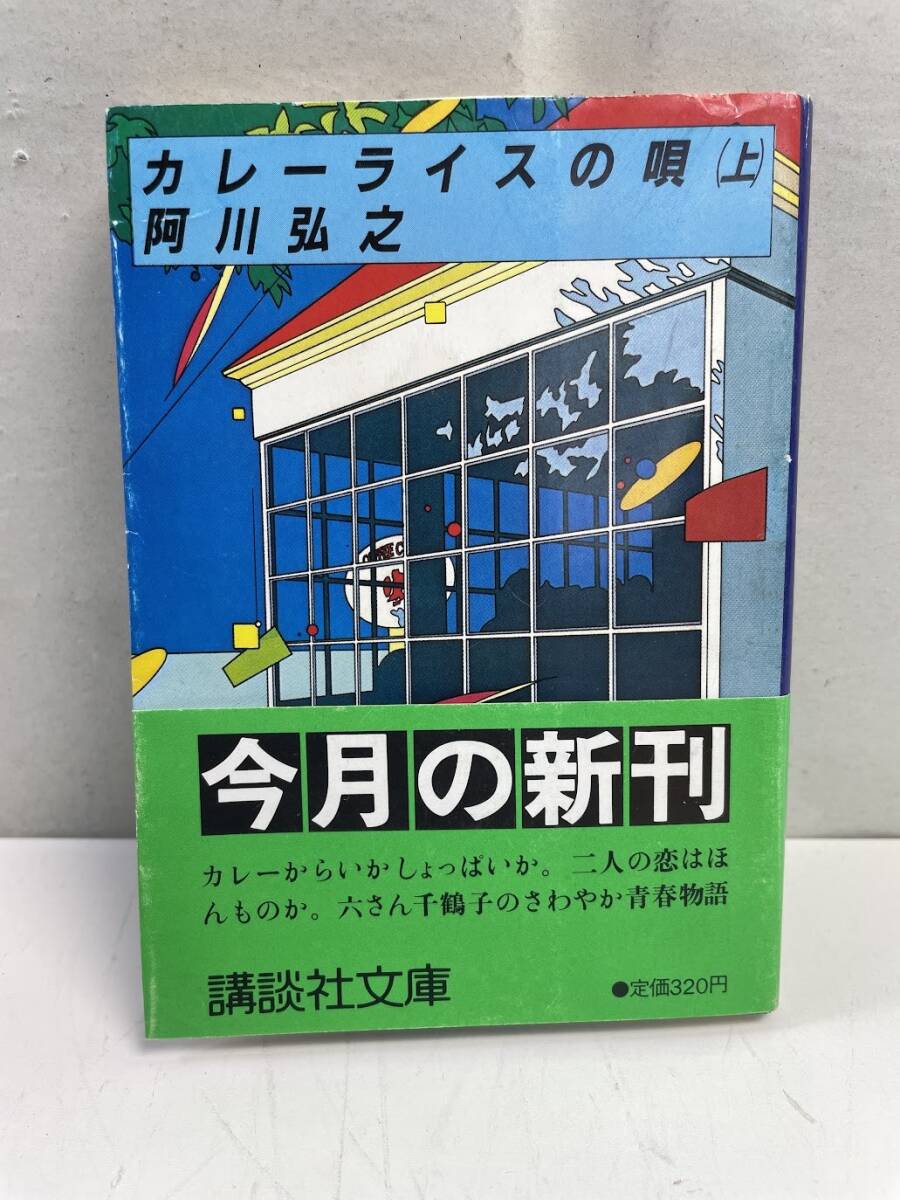 カレーライスの唄(上)
阿川弘之
今月の新刊
カレーからいかしょっぱいか。二人の恋はほ
んものか。六さん千鶴子のさわやか青春物語
講談社文庫
●定価320円